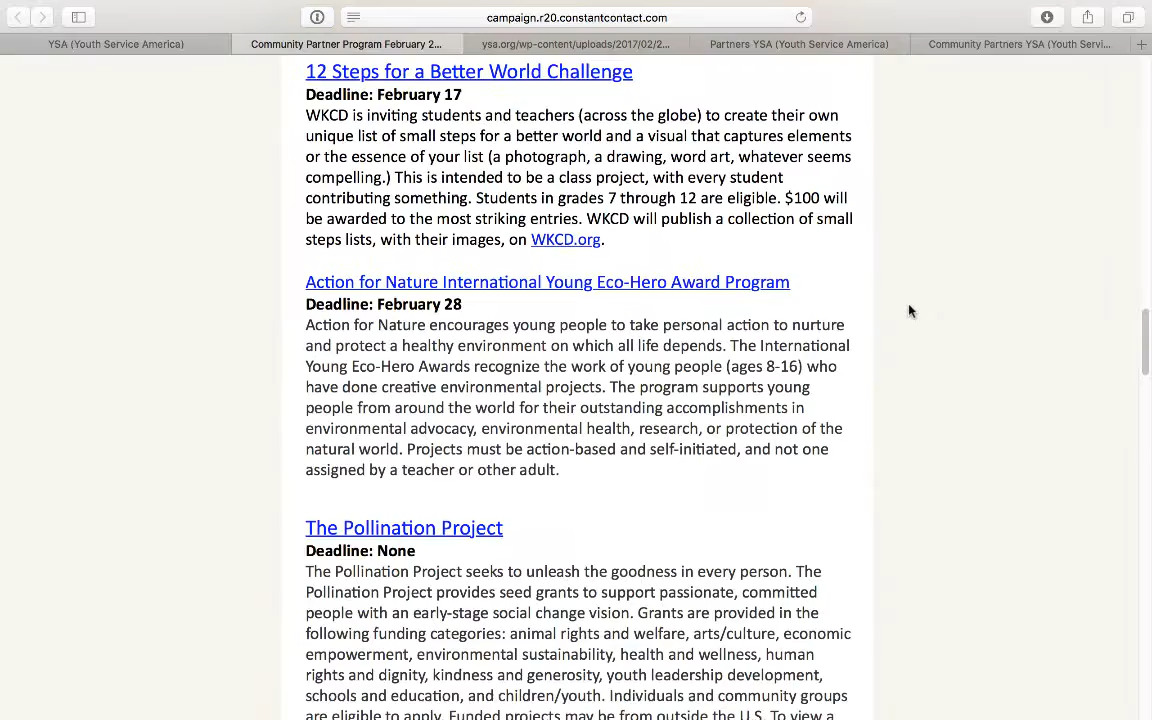 campaign.r20.constantcontact.com
YSA (Youth Service America)
Community Partner Program February 2...
ysa.org/wp-content/uploads/2017/02/2...
Partners YSA (Youth Service America)
Community Partners YSA (Youth Servi...
12 Steps for a Better World Challenge
Deadline: February 17
WKCD is inviting students and teachers (across the globe) to create their own
unique list of small steps for a better world and a visual that captures elements
or the essence of your list (a photograph, a drawing, word art, whatever seems
compelling.) This is intended to be a class project, with every student
contributing something. Students in grades 7 through 12 are eligible. $100 will
be awarded to the most striking entries. WKCD will publish a collection of small
steps lists, with their images, on WKCD.org.
Action for Nature International Young Eco-Hero Award Program
Deadline: February 28
Action for Nature encourages young people to take personal action to nurture
and protect a healthy environment on which all life depends. The International
Young Eco-Hero Awards recognize the work of young people (ages 8-16) who
have done creative environmental projects. The program supports young
people from around the world for their outstanding accomplishments in
environmental advocacy, environmental health, research, or protection of the
natural world. Projects must be action-based and self-initiated, and not one
assigned by a teacher or other adult.
The Pollination Project
Deadline: None
The Pollination Project seeks to unleash the goodness in every person. The
Pollination Project provides seed grants to support passionate, committed
people with an early-stage social change vision. Grants are provided in the
following funding categories: animal rights and welfare, arts/culture, economic
empowerment, environmental sustainability, health and wellness, human
rights and dignity, kindness and generosity, youth leadership development,
schools and education, and children/youth. Individuals and community groups
are eligible to apply. Funded projects may be from outside the U.S. To view a